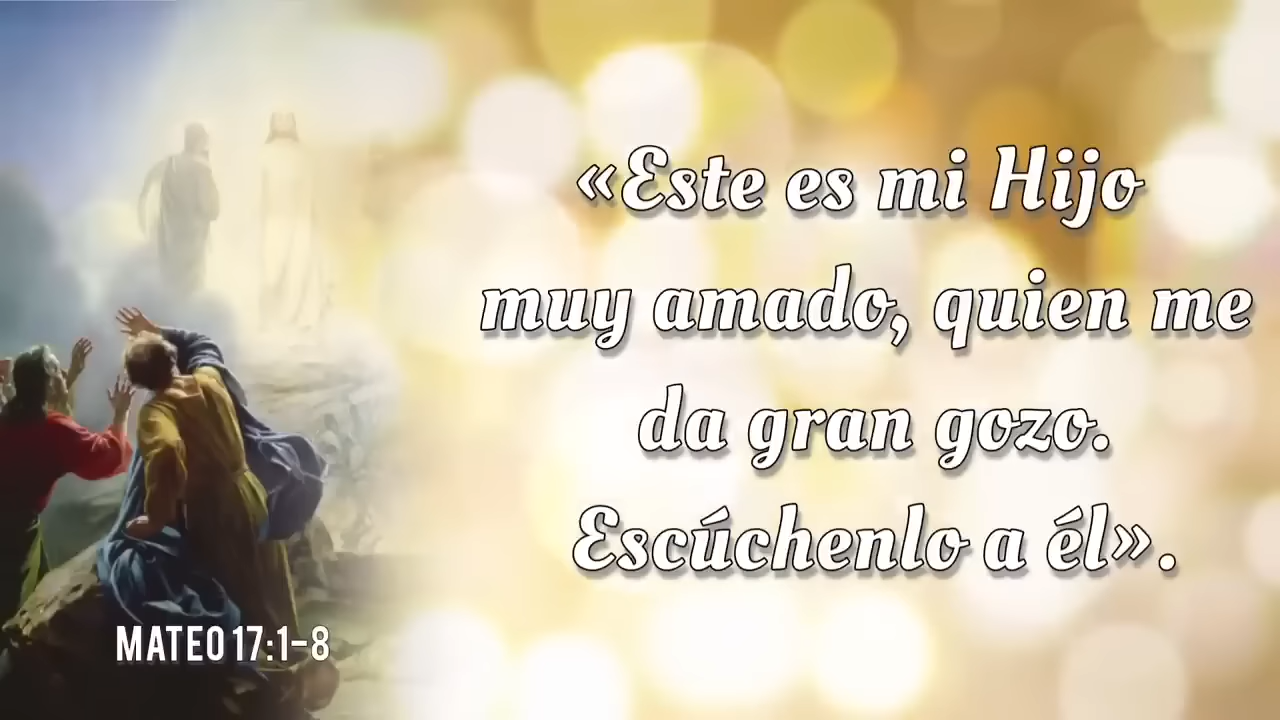 «Este es mi Hijo
muy amado, quien me
da gran gozo.
Escúchenlo a él».
MATEO 17:1-8